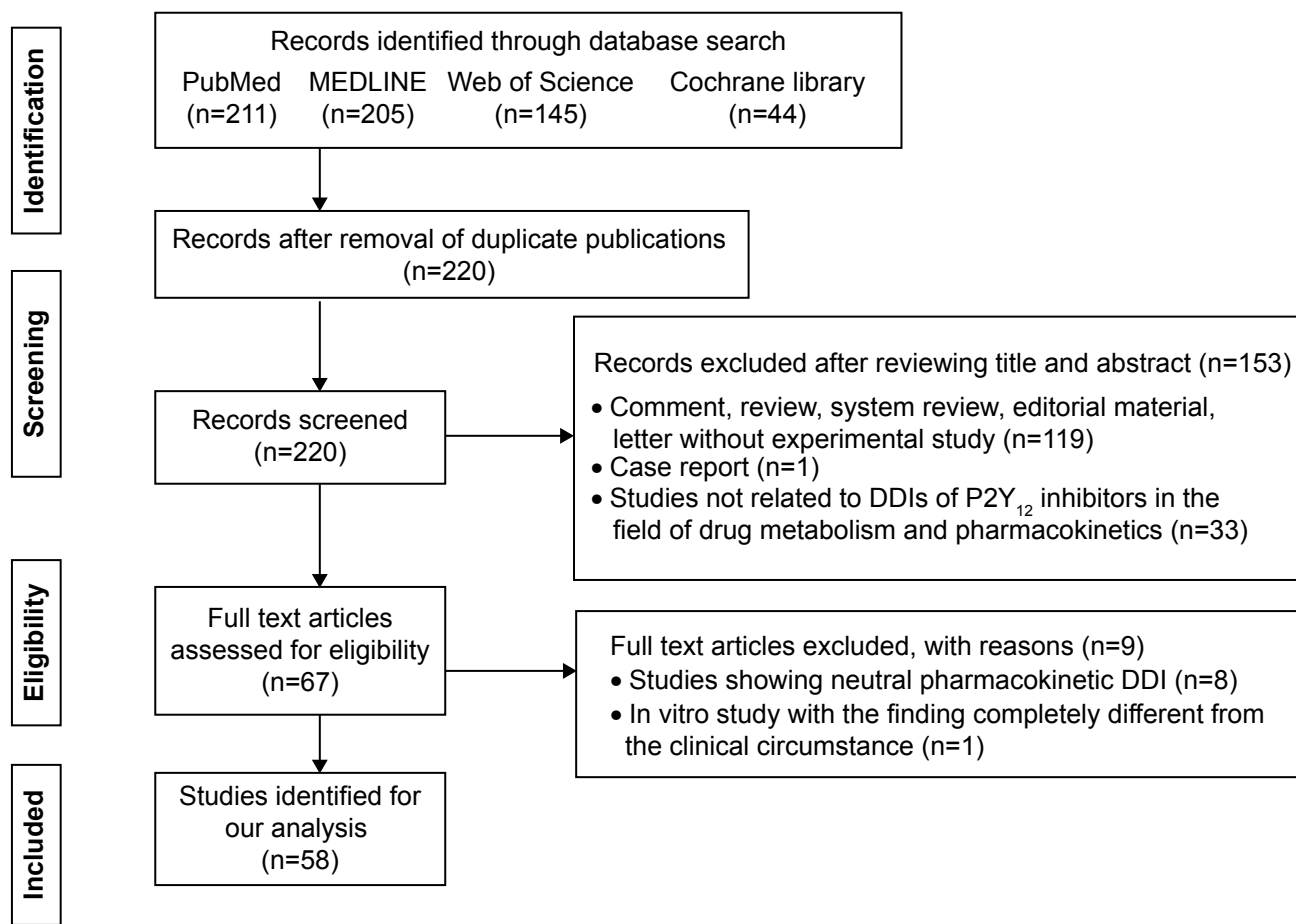 Identification
Records identified through database search
PubMed MEDLINE Web of Science Cochrane library
(n=211) (n=205) (n=145) (n=44)
Records after removal of duplicate publications
(n=220)
Screening
Records screened
(n=220)
Records excluded after reviewing title and abstract (n=153)
• Comment, review, system review, editorial material,
letter without experimental study (n=119)
• Case report (n=1)
• Studies not related to DDIs of P2Y₁₂ inhibitors in the
field of drug metabolism and pharmacokinetics (n=33)
Eligibility
Full text articles
assessed for eligibility
(n=67)
Full text articles excluded, with reasons (n=9)
• Studies showing neutral pharmacokinetic DDI (n=8)
• In vitro study with the finding completely different from
the clinical circumstance (n=1)
Included
Studies identified for
our analysis
(n=58)